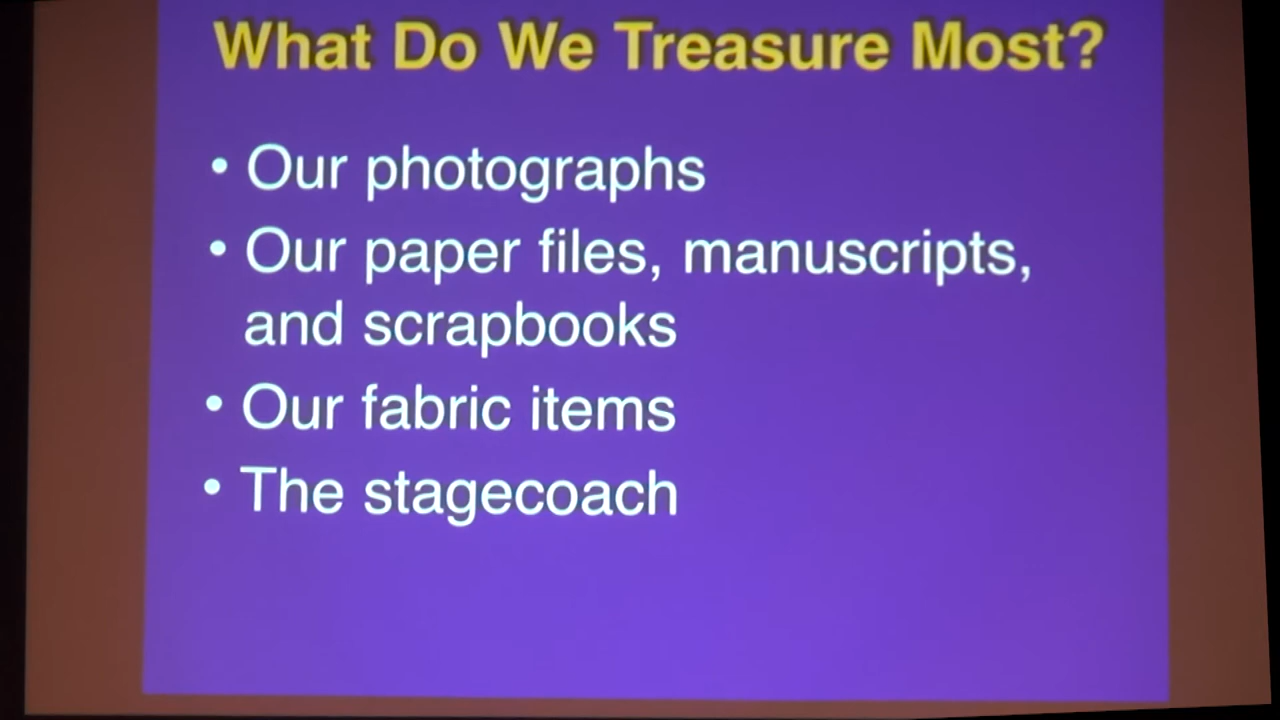 What Do We Treasure Most?
• Our photographs
• Our paper files, manuscripts,
and scrapbooks
• Our fabric items
• The stagecoach